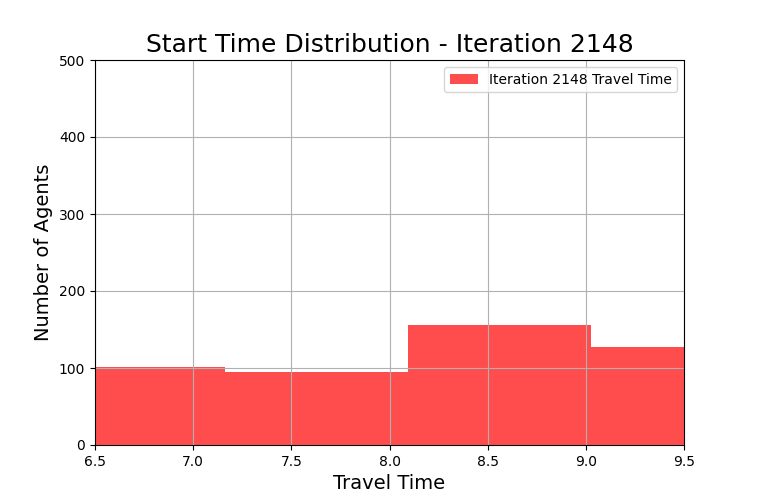 Start Time Distribution - Iteration 2148
Iteration 2148 Travel Time
Number of Agents
500
400
300
200
100
0
6.5 7.0 7.5 8.0 8.5 9.0 9.5
Travel Time